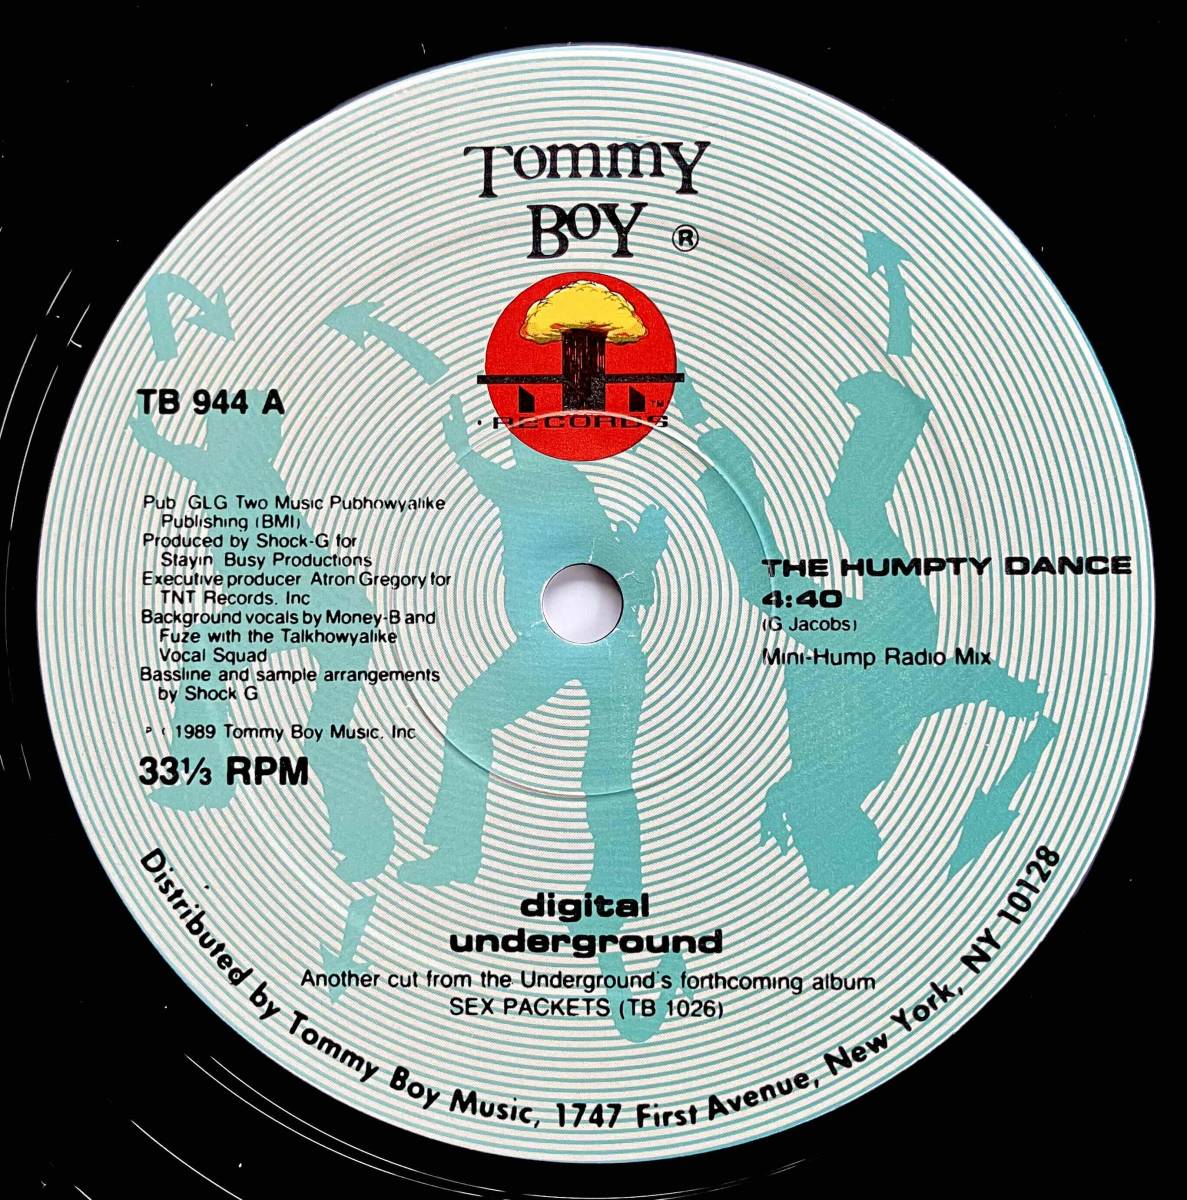 Tommy
Boy ®
RECORDS ™
TB 944 A
Pub GLG Two Music Pubhowyalike
Publishing (BMI)
Produced by Shock-G for
Stayin Busy Productions
Executive producer Atron Gregory for
TNT Records, Inc
Background vocals by Money-B and
Fuze with the Talkhowyalike
Vocal Squad
Bassline and sample arrangements
by Shock G
℗ © 1989 Tommy Boy Music, Inc
33⅓ RPM
THE HUMPTY DANCE
4:40
(G Jacobs)
Mini-Hump Radio Mix
digital
underground
Another cut from the Underground's forthcoming album
SEX PACKETS (TB 1026)
Distributed by Tommy Boy Music, 1747 First Avenue, New York, NY 10128